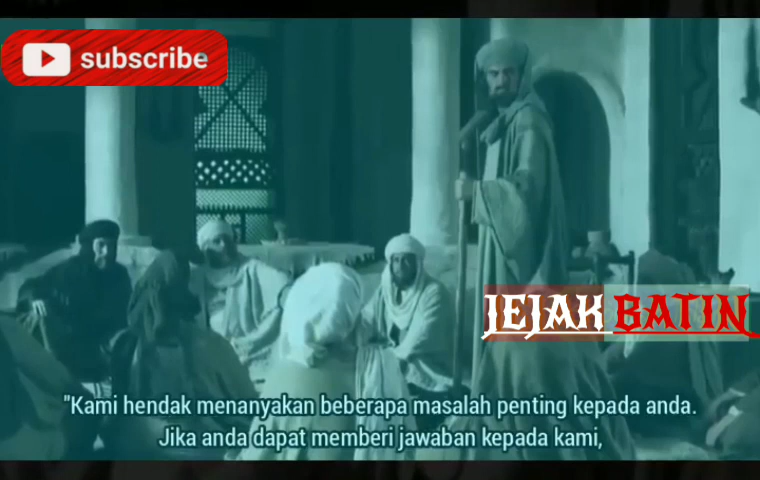 subscribe
JEJAK BATIN
"Kami hendak menanyakan beberapa masalah penting kepada anda.
Jika anda dapat memberi jawaban kepada kami,